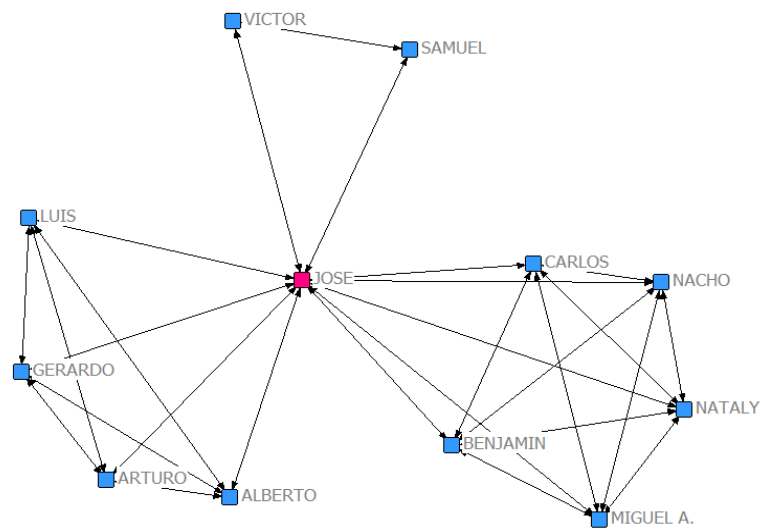 VICTOR
SAMUEL
LUIS
JOSE
CARLOS
NACHO
GERARDO
NATALY
BENJAMIN
ARTURO
ALBERTO
MIGUEL A.